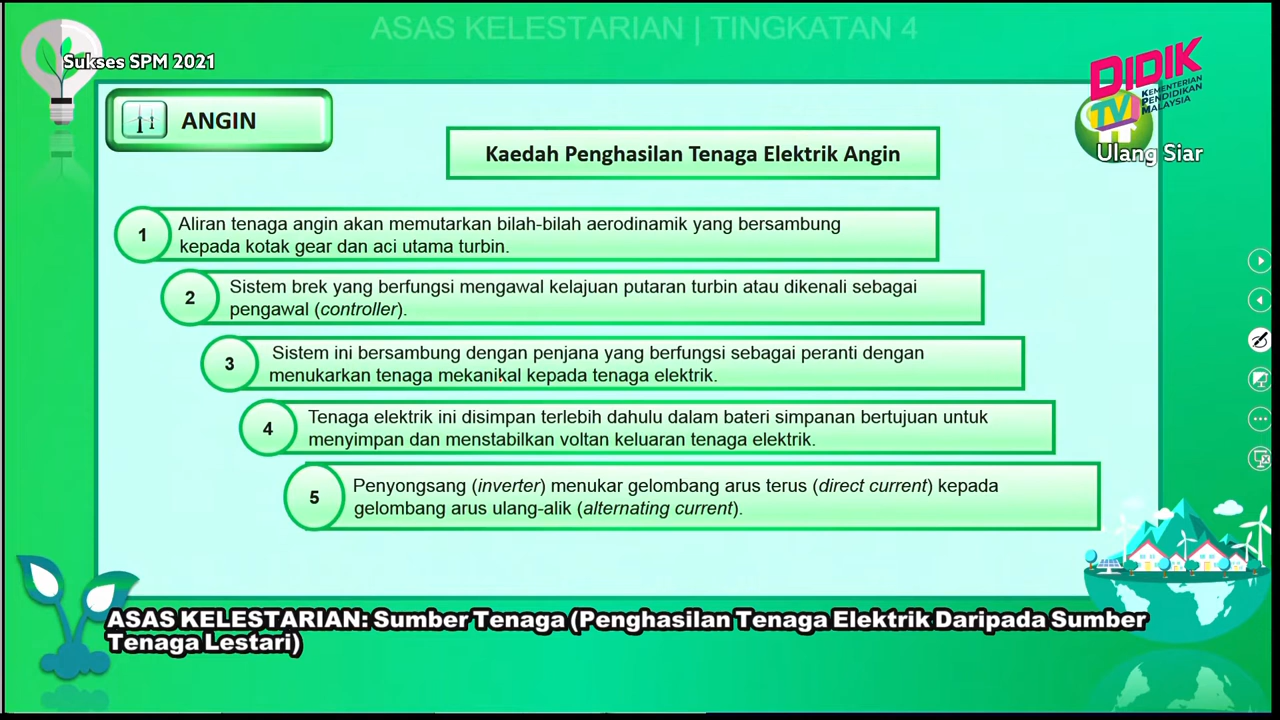 ASAS KELESTARIAN | TINGKATAN 4
Sukses SPM 2021
DIDIK
TV
KEMENTERIAN
PENDIDIKAN
MALAYSIA
Ulang Siar
ANGIN
Kaedah Penghasilan Tenaga Elektrik Angin
1
Aliran tenaga angin akan memutarkan bilah-bilah aerodinamik yang bersambung
kepada kotak gear dan aci utama turbin.
2
Sistem brek yang berfungsi mengawal kelajuan putaran turbin atau dikenali sebagai
pengawal (controller).
3
Sistem ini bersambung dengan penjana yang berfungsi sebagai peranti dengan
menukarkan tenaga mekanikal kepada tenaga elektrik.
4
Tenaga elektrik ini disimpan terlebih dahulu dalam bateri simpanan bertujuan untuk
menyimpan dan menstabilkan voltan keluaran tenaga elektrik.
5
Penyongsang (inverter) menukar gelombang arus terus (direct current) kepada
gelombang arus ulang-alik (alternating current).
ASAS KELESTARIAN: Sumber Tenaga (Penghasilan Tenaga Elektrik Daripada Sumber
Tenaga Lestari)